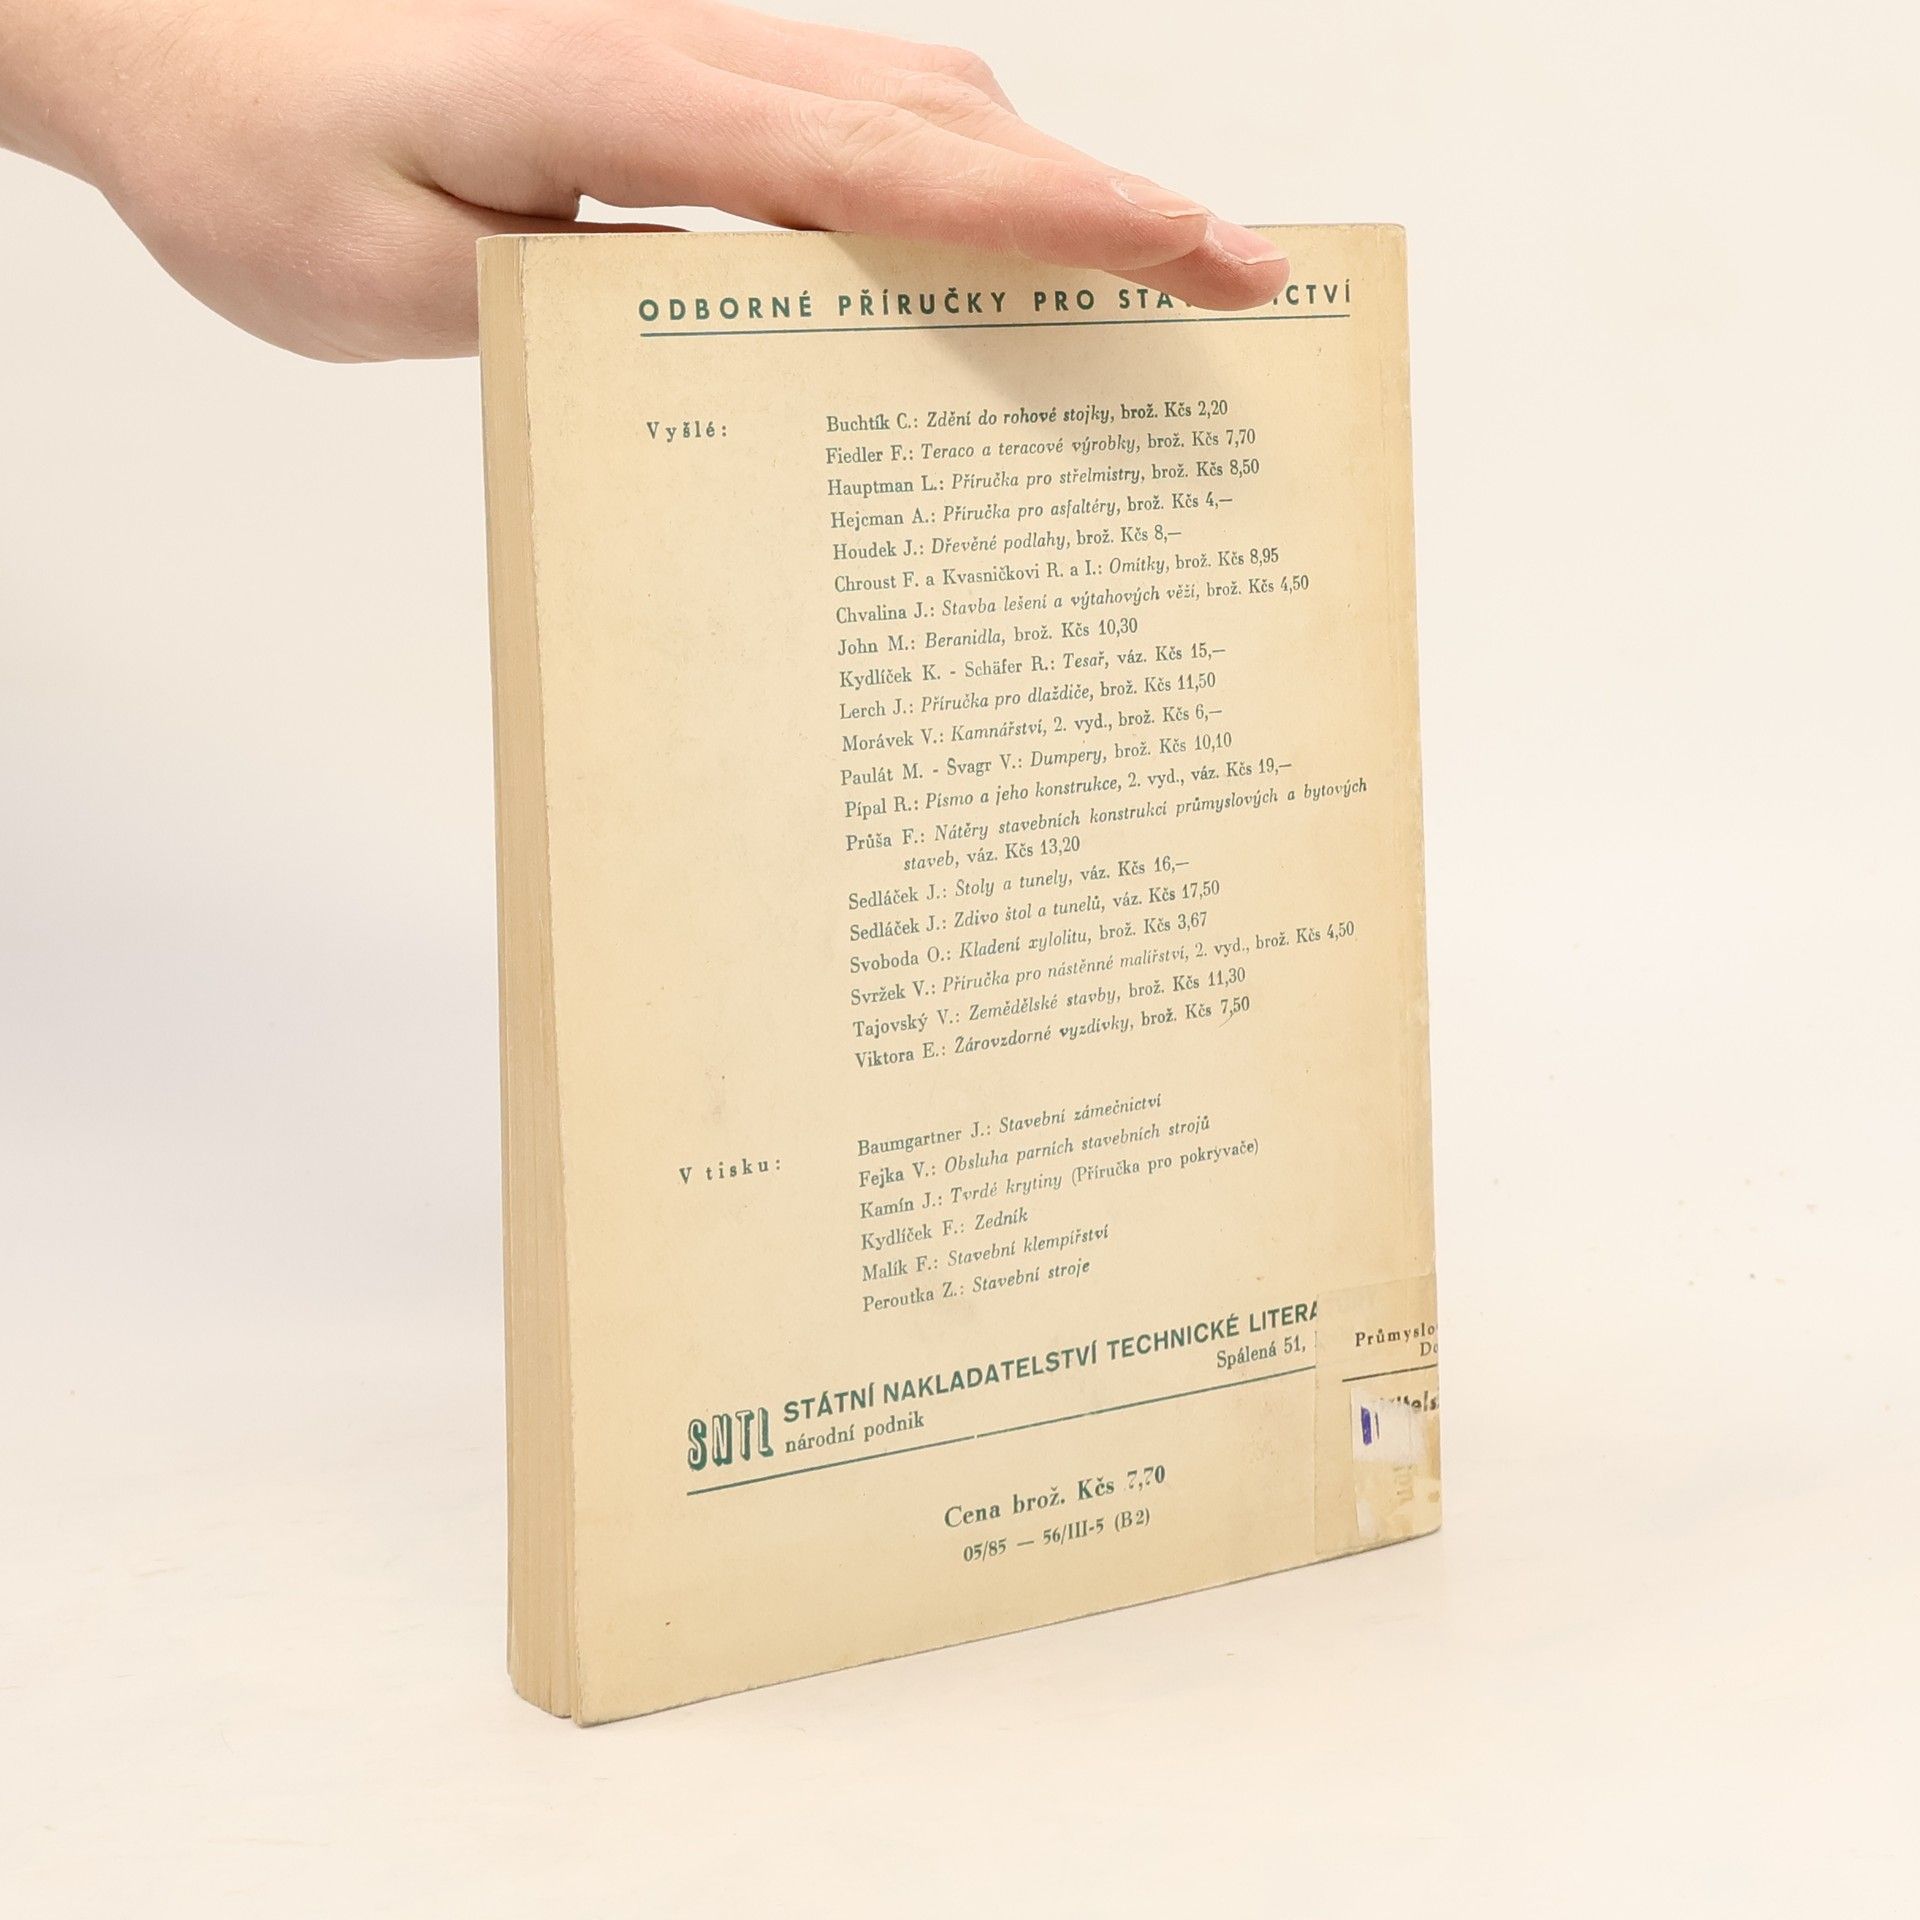 ODBORNÉ PŘÍRUČKY PRO
Vyšlé:
Buchtík C.: Zdění do rohové stojky, brož. Kčs 2,20
Fiedler F.: Teraco a teracové výrobky, brož. Kčs 7,70
Hauptman L.: Příručka pro střelmistry, brož. Kčs 8,50
Hejcman A.: Příručka pro asfaltéry, brož. Kčs 4,—
Houdek J.: Dřevěné podlahy, brož. Kčs 8,—
Chroust F. a Kvasničkovi R. a I.: Omítky, brož. Kčs 8,95
Chvalina J.: Stavba lešení a výtahových věží, brož. Kčs 4,50
John M.: Beranidla, brož. Kčs 10,30
Kydlíček K. - Schäfer R.: Tesař, váz. Kčs 15,—
Lerch J.: Příručka pro dlaždiče, brož. Kčs 11,50
Morávek V.: Kamnářství, 2. vyd., brož. Kčs 6,—
Paulát M. - Švagr V.: Dumpery, brož. Kčs 10,10
Pípal R.: Písmo a jeho konstrukce, 2. vyd., váz. Kčs 19,—
Průša F.: Nátěry stavebních konstrukcí průmyslových a bytových
staveb, váz. Kčs 13,20
Sedláček J.: Štoly a tunely, váz. Kčs 16,—
Sedláček J.: Zdivo štol a tunelů, váz. Kčs 17,50
Svoboda O.: Kladení xylolitu, brož. Kčs 3,67
Svržek V.: Příručka pro nástěnné malířství, 2. vyd., brož. Kčs 4,50
Tajovský V.: Zemědělské stavby, brož. Kčs 11,30
Viktora E.: Žárovzdorné vyzdívky, brož. Kčs 7,50
V tisku:
Baumgartner J.: Stavební zámečnictví
Fejka V.: Obsluha parních stavebních strojů
Kamín J.: Tvrdé krytiny (Příručka pro pokrývače)
Kydlíček F.: Zedník
Malík F.: Stavební klempířství
Peroutka Z.: Stavební stroje
SNTL STÁTNÍ NAKLADATELSTVÍ TECHNICKÉ LITERA
národní podnik
Spálená 51,
Průmyslo
Cena brož. Kčs 7,70
05/85 — 56/III-5 (B2)